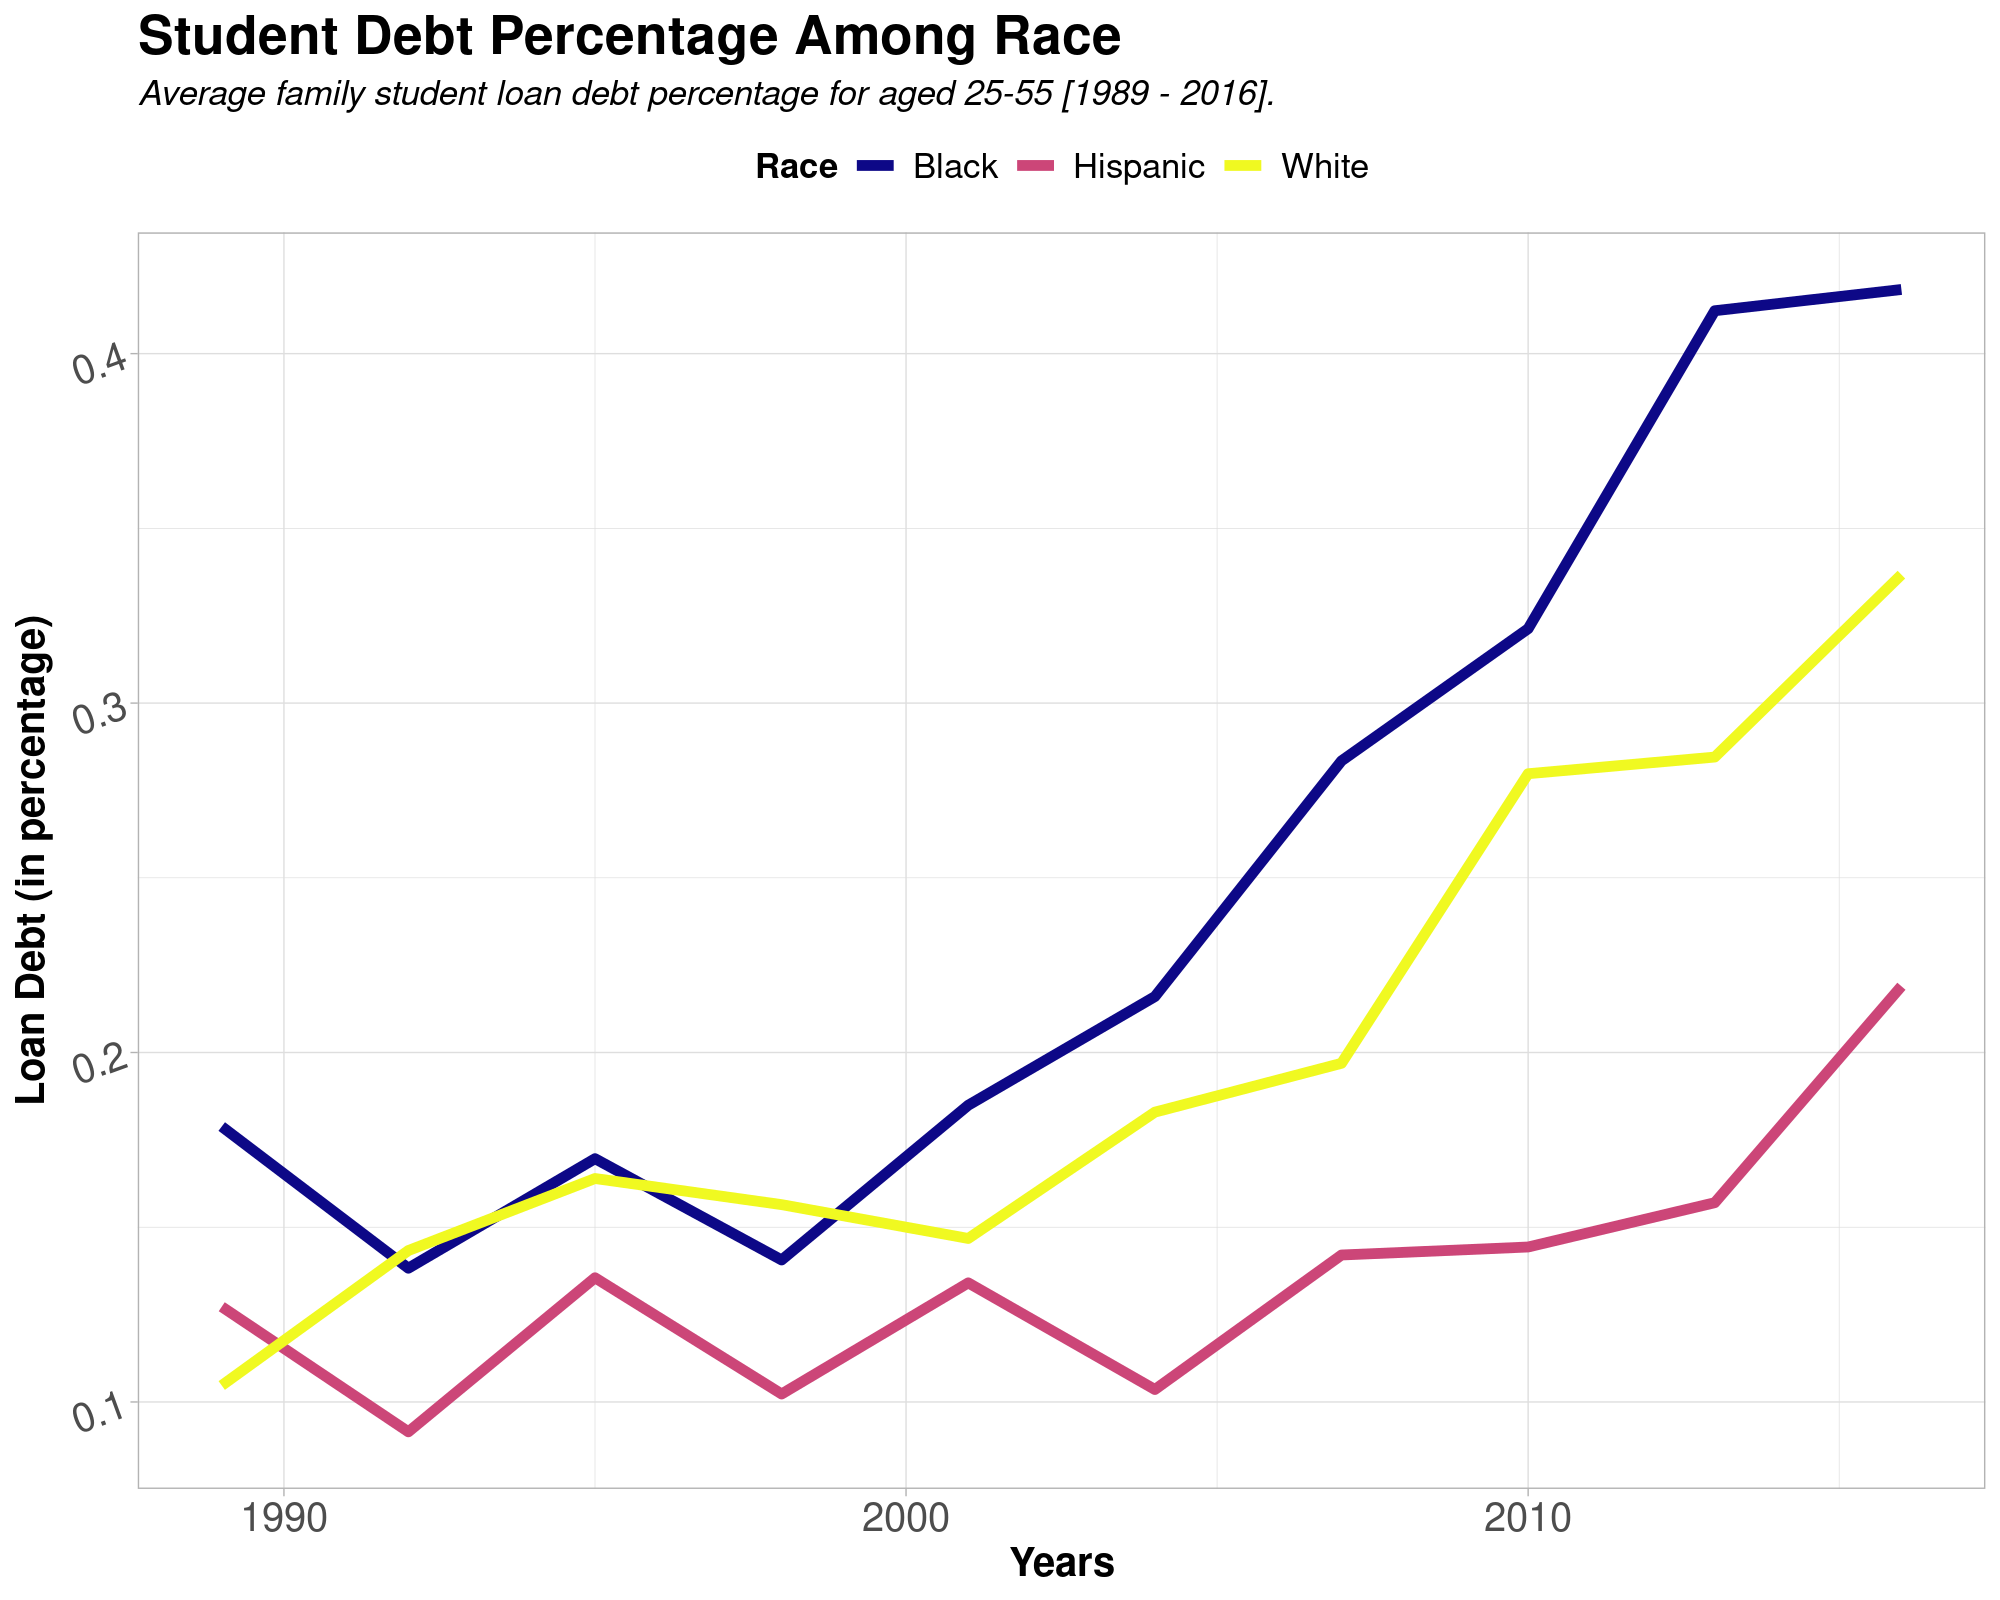 Student Debt Percentage Among Race
Average family student loan debt percentage for aged 25-55 [1989 - 2016].
Race Black Hispanic White
Loan Debt (in percentage)
0.4
0.3
0.2
0.1
1990 2000 2010
Years